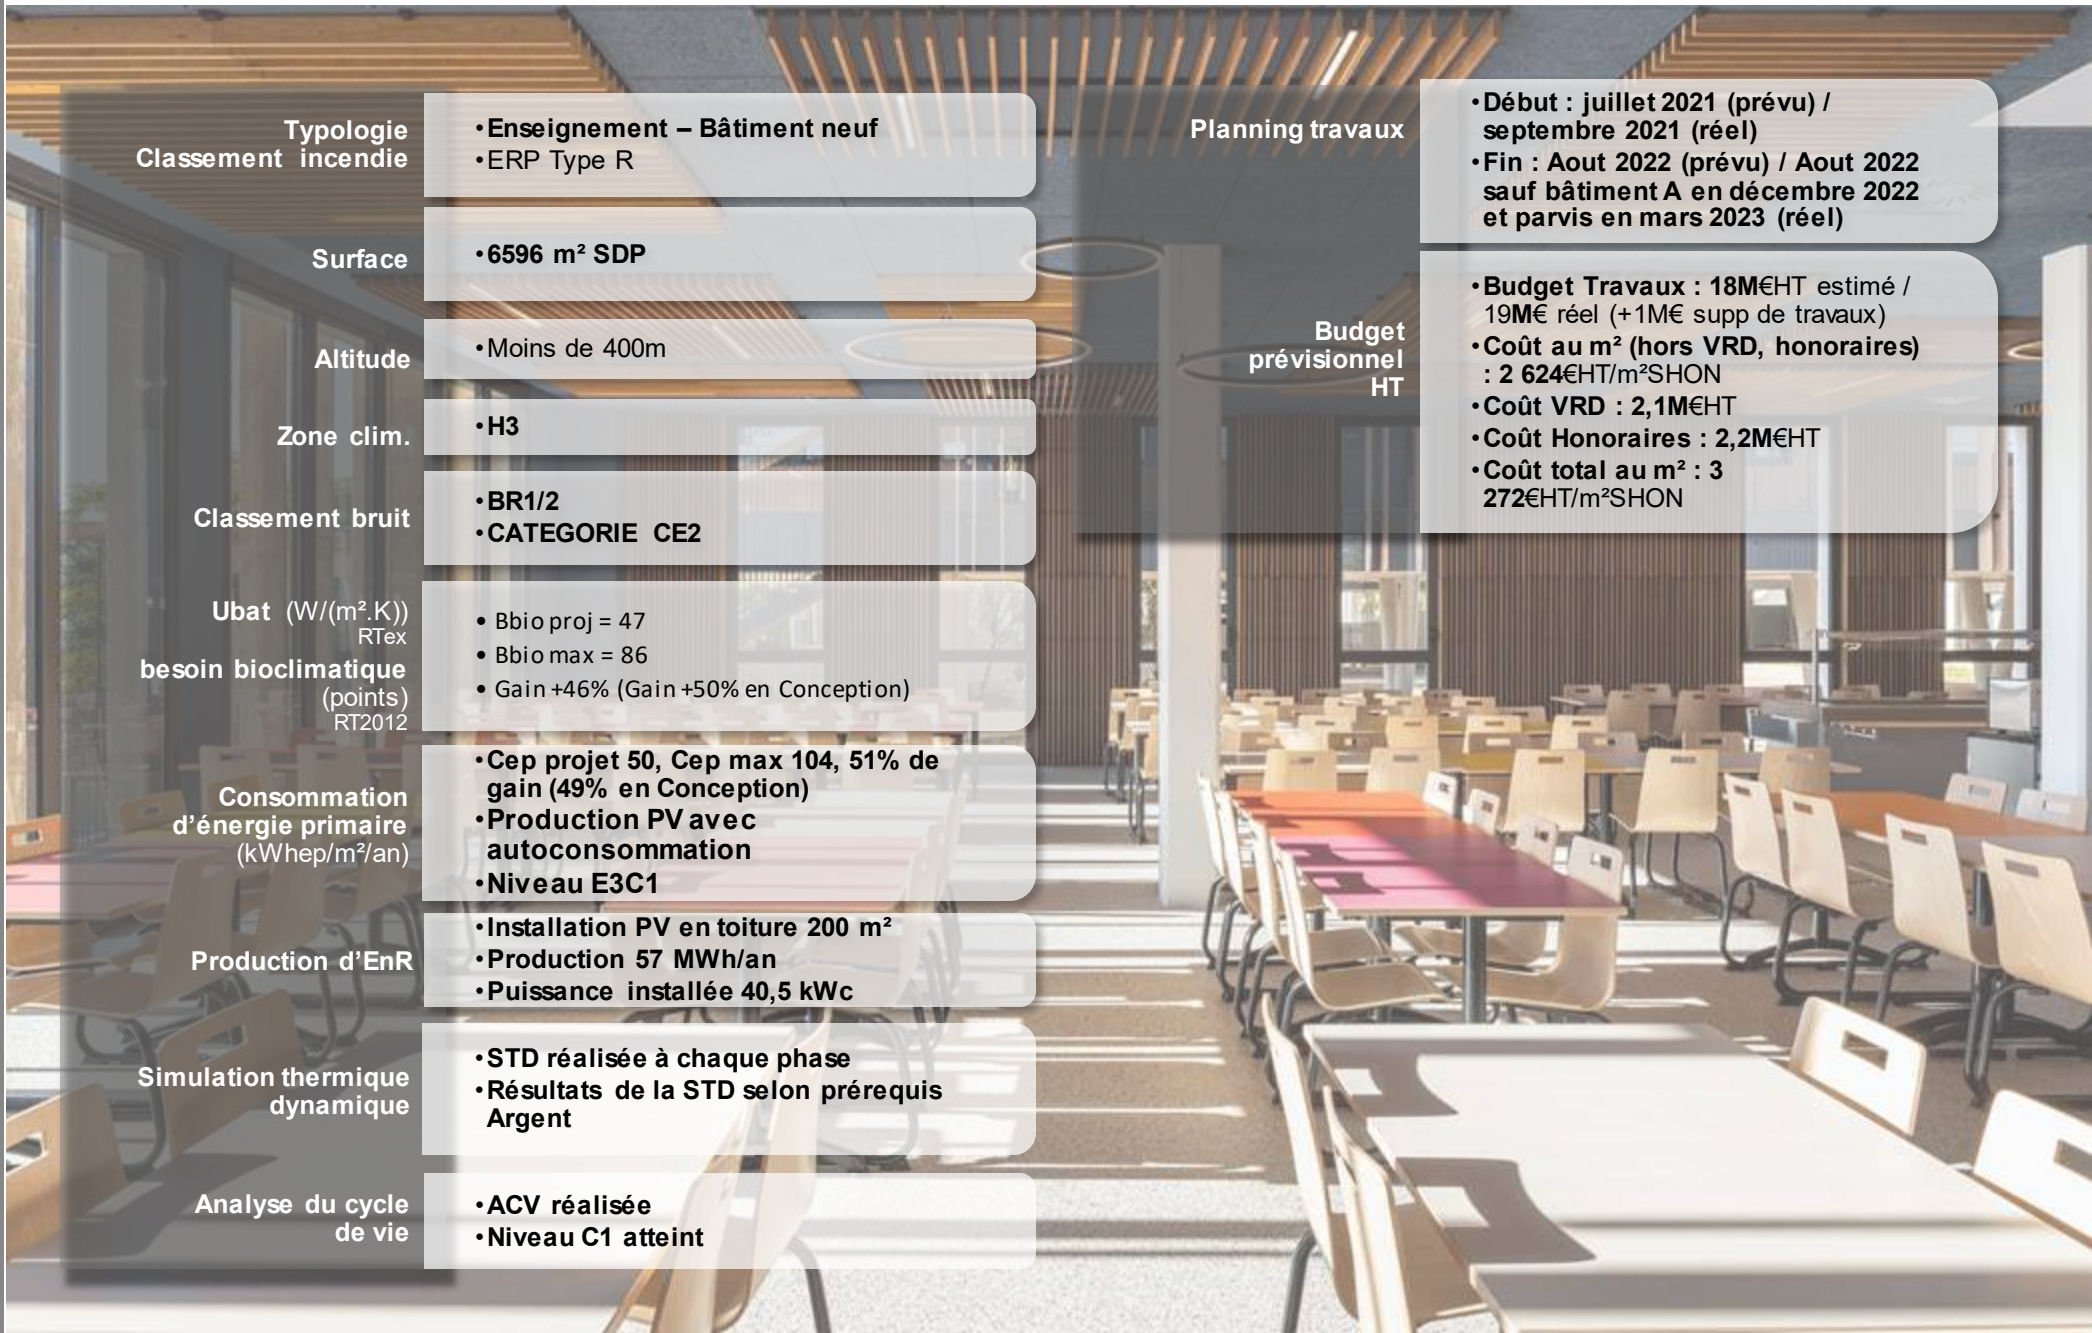 Typologie
Classement incendie
•Enseignement – Bâtiment neuf
•ERP Type R
Surface
•6596 m² SDP
Altitude
•Moins de 400m
Zone clim.
•H3
Classement bruit
•BR1/2
•CATEGORIE CE2
Ubat (W/(m².K))
RTex
besoin bioclimatique
(points)
RT2012
• Bbio proj = 47
• Bbio max = 86
• Gain +46% (Gain +50% en Conception)
Consommation
d’énergie primaire
(kWhep/m²/an)
•Cep projet 50, Cep max 104, 51% de
gain (49% en Conception)
•Production PV avec
autoconsommation
•Niveau E3C1
Production d’EnR
•Installation PV en toiture 200 m²
•Production 57 MWh/an
•Puissance installée 40,5 kWc
Simulation thermique
dynamique
•STD réalisée à chaque phase
•Résultats de la STD selon prérequis
Argent
Analyse du cycle
de vie
•ACV réalisée
•Niveau C1 atteint
Planning travaux
•Début : juillet 2021 (prévu) /
septembre 2021 (réel)
•Fin : Aout 2022 (prévu) / Aout 2022
sauf bâtiment A en décembre 2022
et parvis en mars 2023 (réel)
Budget
prévisionnel
HT
•Budget Travaux : 18M€HT estimé /
19M€ réel (+1M€ supp de travaux)
•Coût au m² (hors VRD, honoraires)
: 2 624€HT/m²SHON
•Coût VRD : 2,1M€HT
•Coût Honoraires : 2,2M€HT
•Coût total au m² : 3
272€HT/m²SHON